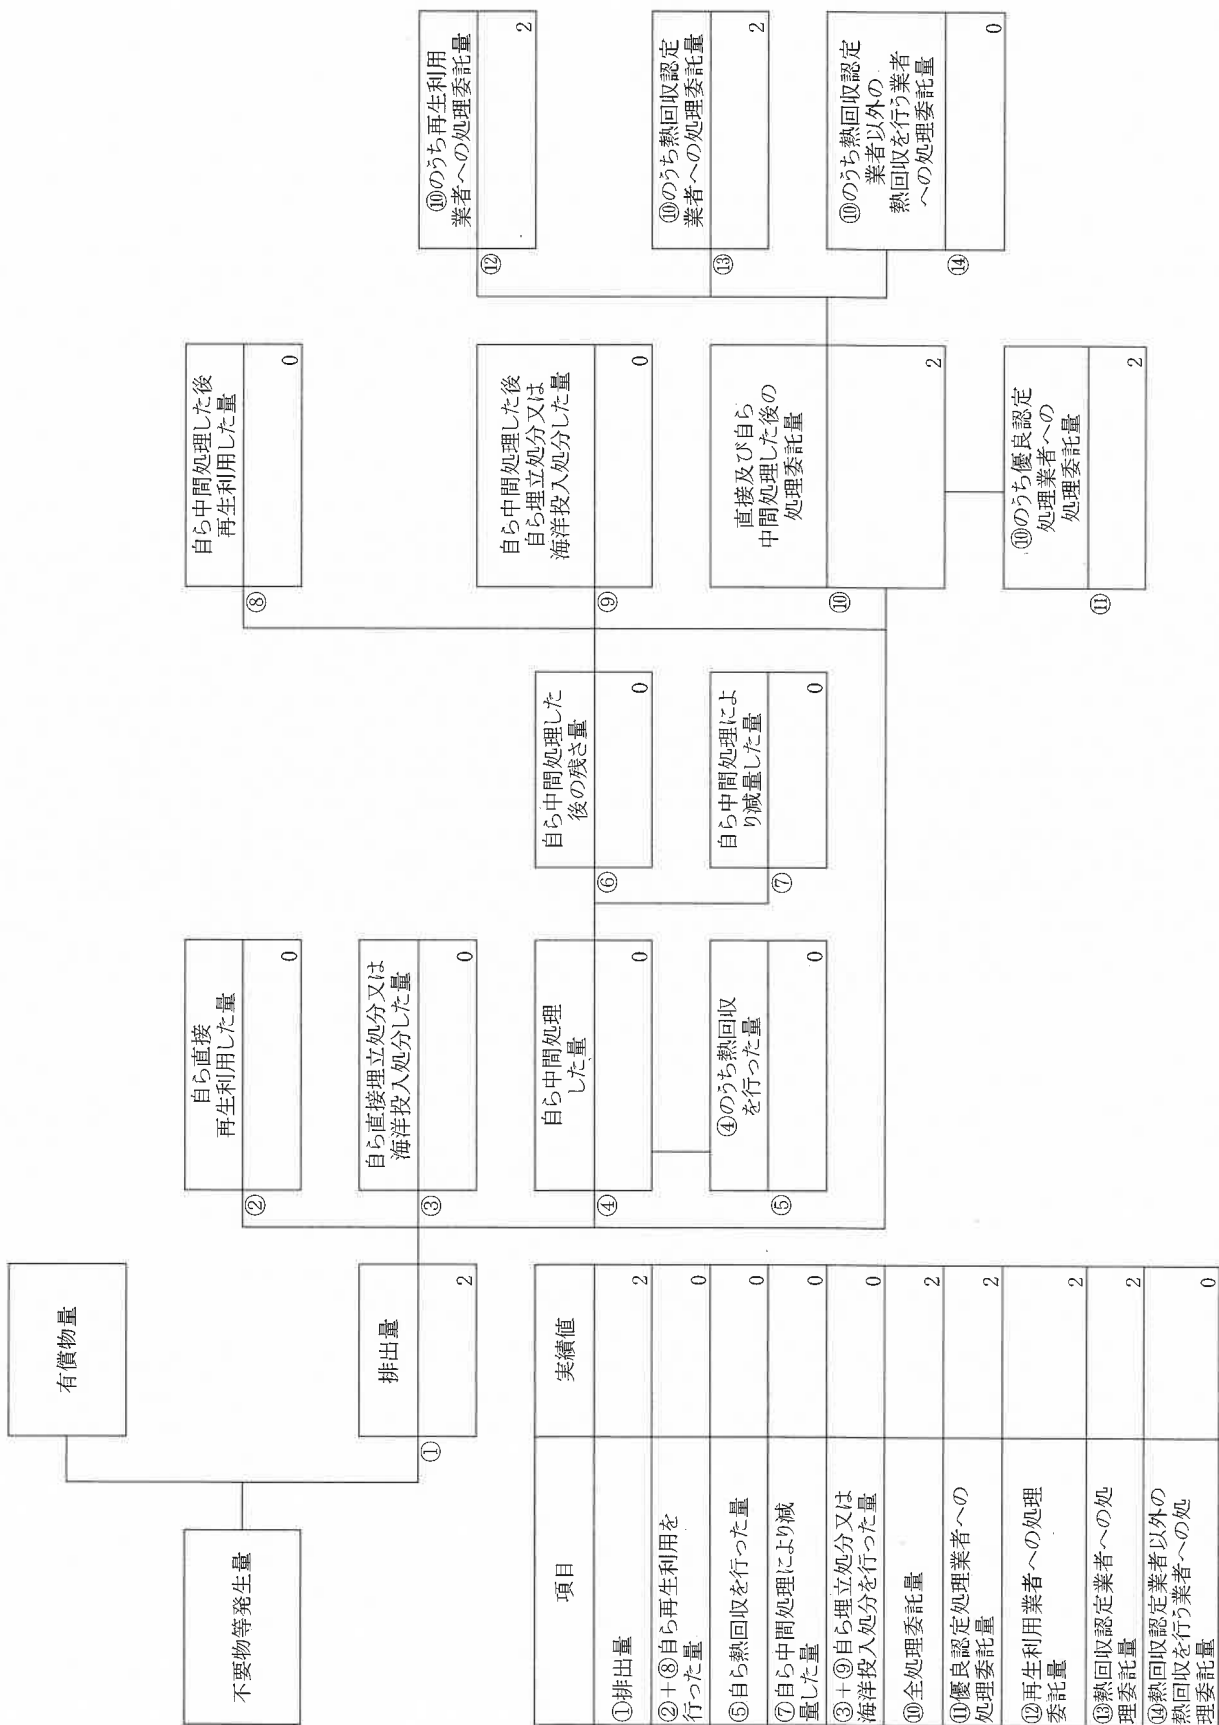 不要物等発生量
有償物量
①
排出量
2
②
自ら直接
再生利用した量
0
③
自ら直接埋立処分又は
海洋投入処分した量
0
④
自ら中間処理
した量
0
⑤
④のうち熱回収
を行った量
0
⑥
自ら中間処理した
後の残さ量
0
⑦
自ら中間処理によ
り減量した量
0
⑧
自ら中間処理した後
再生利用した量
0
⑨
自ら中間処理した後
自ら埋立処分又は
海洋投入処分した量
0
⑩
直接及び自ら
中間処理した後の
処理委託量
2
⑪
⑩のうち優良認定
処理業者への
処理委託量
2
⑫
⑩のうち再生利用
業者への処理委託量
2
⑬
⑩のうち熱回収認定
業者への処理委託量
2
⑭
⑩のうち熱回収認定
業者以外の
熱回収を行う業者
への処理委託量
0
項目 実績値
①排出量 2
②+⑧自ら再生利用を
行った量 0
⑤自ら熱回収を行った量 0
⑦自ら中間処理により減
量した量 0
③+⑨自ら埋立処分又は
海洋投入処分を行った量 0
⑩全処理委託量 2
⑪優良認定処理業者への
処理委託量 2
⑫再生利用業者への処理
委託量 2
⑬熱回収認定業者への処
理委託量 2
⑭熱回収認定業者以外の
熱回収を行う業者への処
理委託量 0